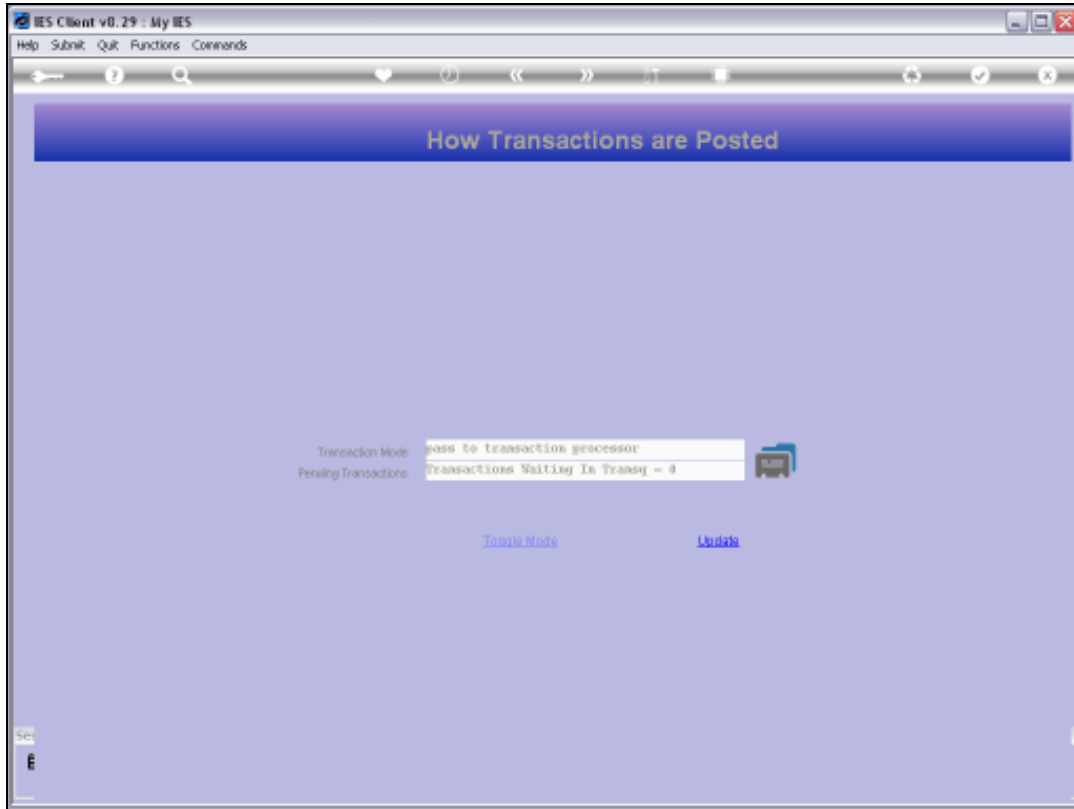 IES Client v8.29 : My IES
Help Submit Quit Functions Commands
How Transactions are Posted
Transaction Mode pass to transaction processor
Pending Transactions Transactions Waiting In Transq = 0
Toggle Mode Update
Se